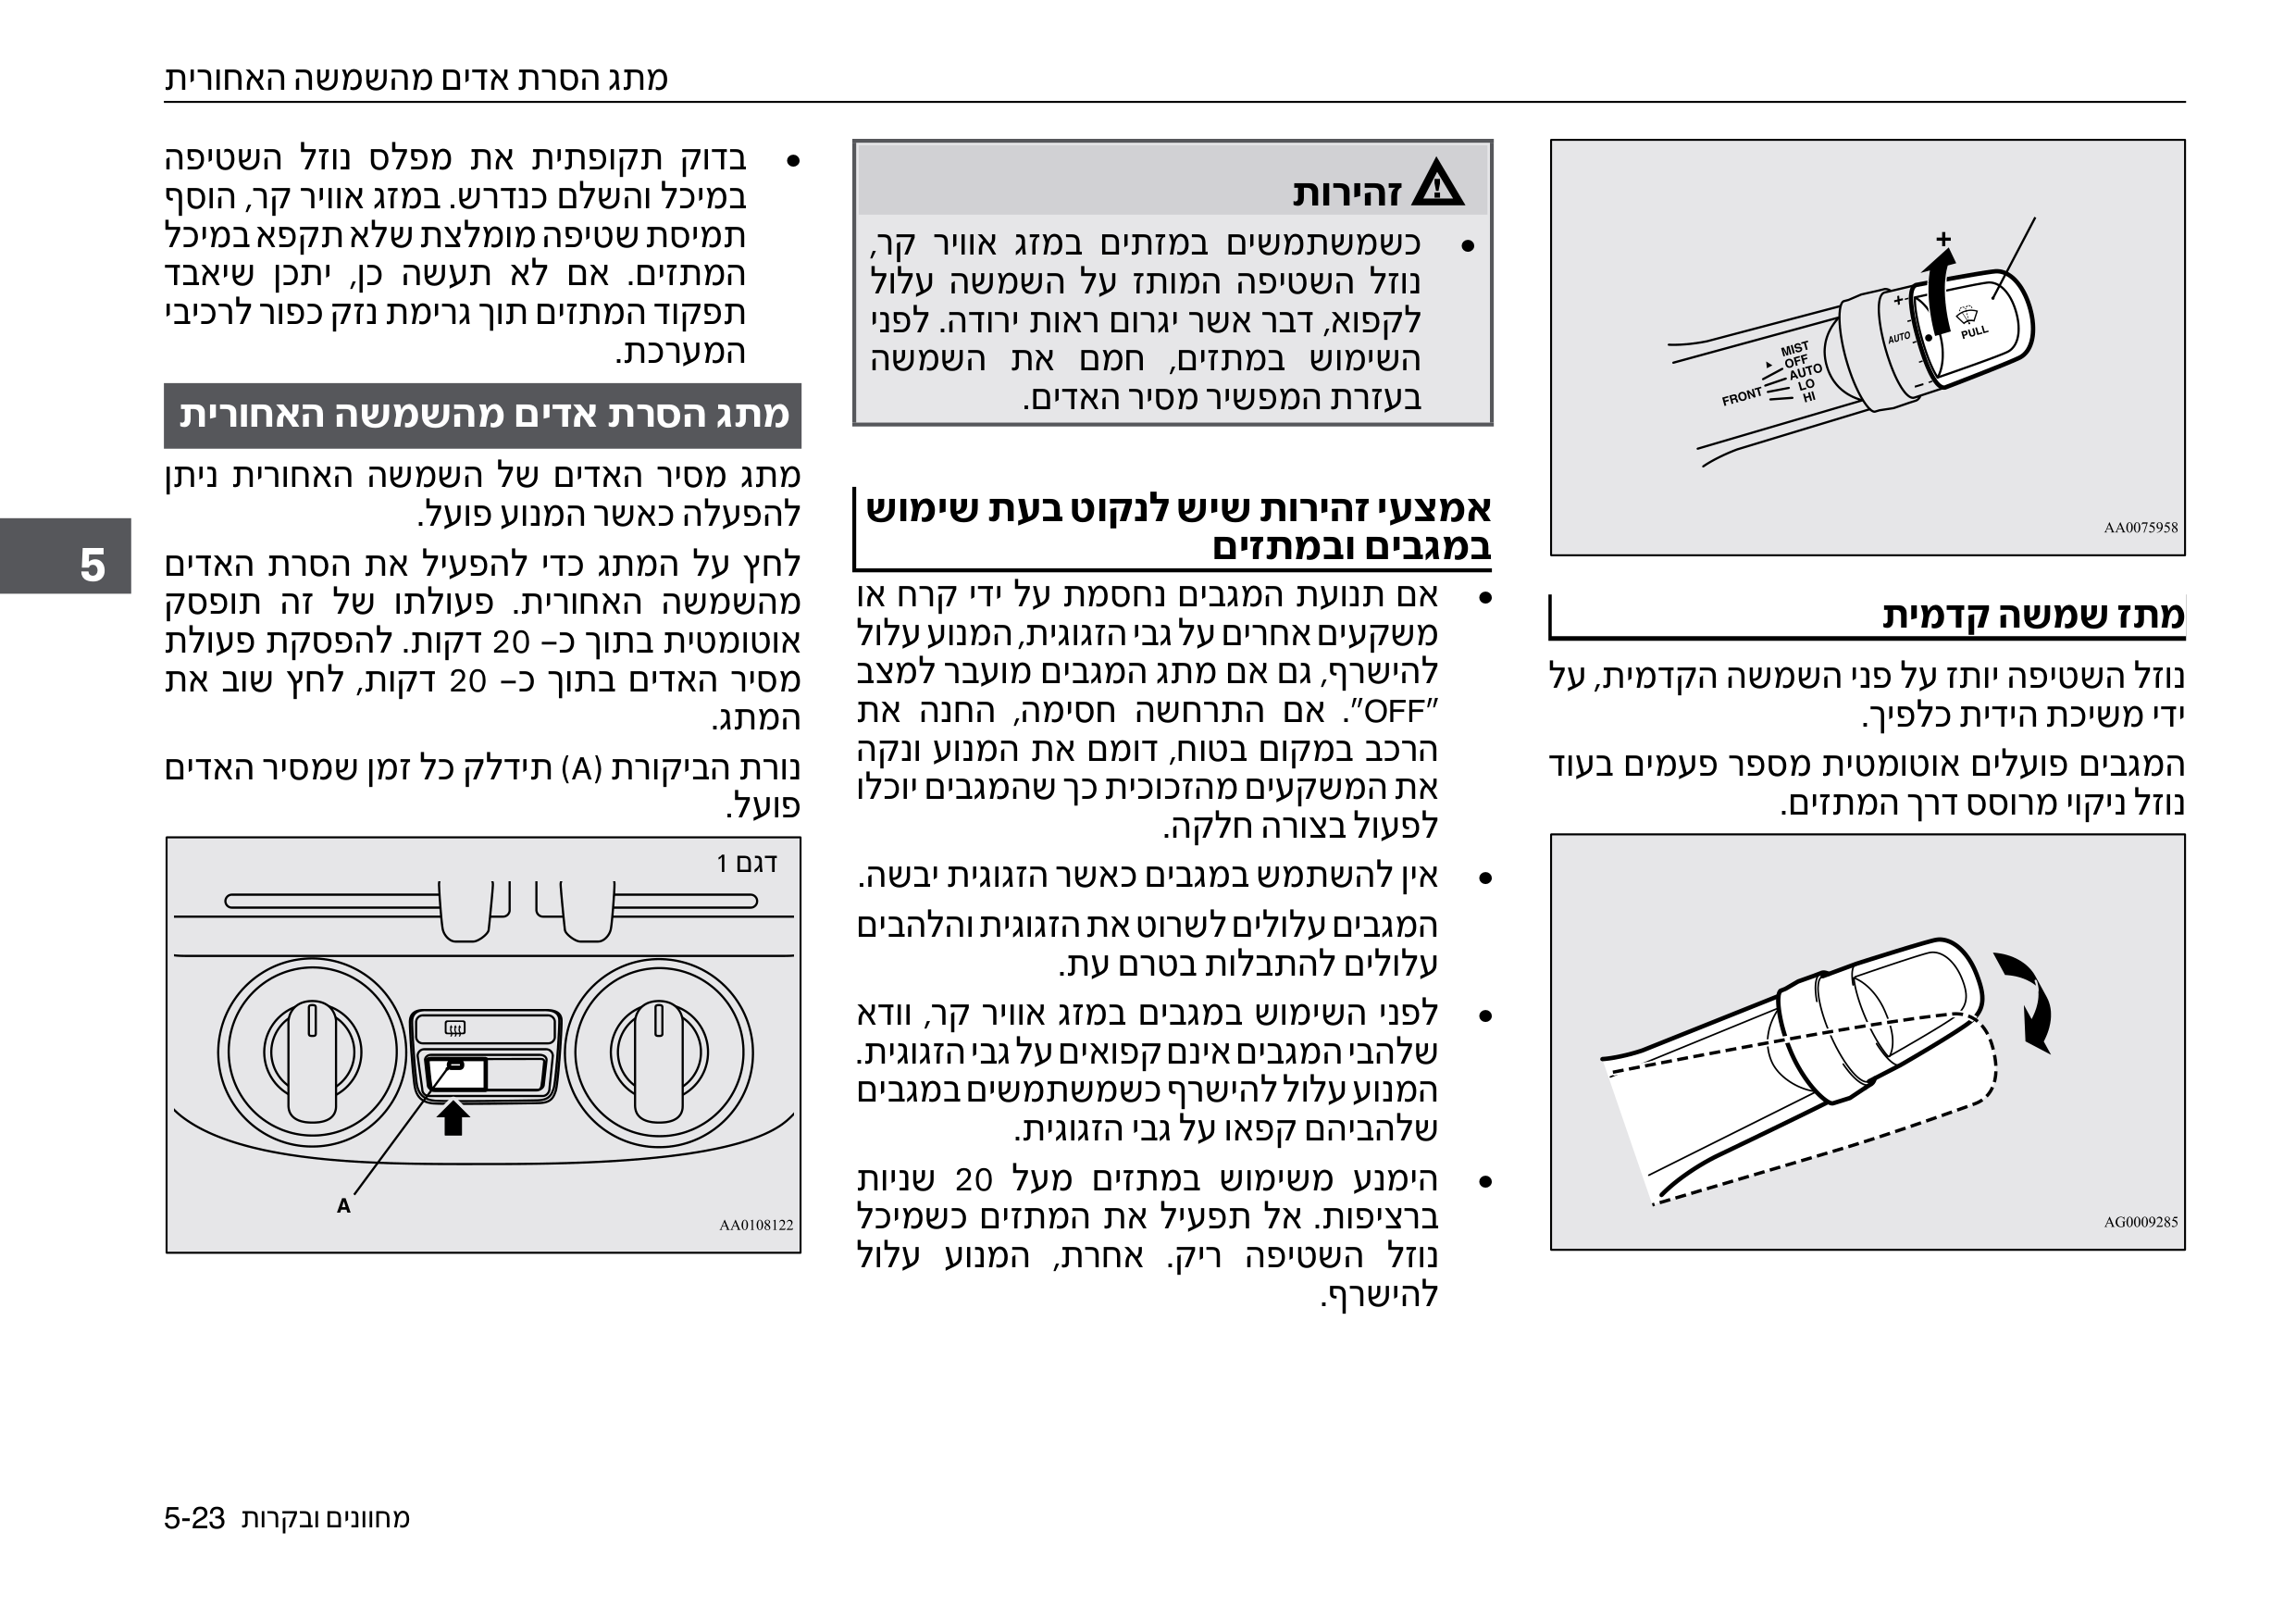 מתג הסרת אדים מהשמשה האחורית
+
+
AUTO
−
PULL
MIST
OFF
AUTO
LO
HI
FRONT
AA0075958
מתז שמשה קדמית
נוזל השטיפה יותז על פני השמשה הקדמית, על
ידי משיכת הידית כלפיך.
המגבים פועלים אוטומטית מספר פעמים בעוד
נוזל ניקוי מרוסס דרך המתזים.
AG0009285
זהירות
• כשמשתמשים במזתים במזג אוויר קר,
נוזל השטיפה המותז על השמשה עלול
לקפוא, דבר אשר יגרום ראות ירודה. לפני
השימוש במתזים, חמם את השמשה
בעזרת המפשיר מסיר האדים.
אמצעי זהירות שיש לנקוט בעת שימוש
במגבים ובמתזים
• אם תנועת המגבים נחסמת על ידי קרח או
משקעים אחרים על גבי הזגוגית, המנוע עלול
להישרף, גם אם מתג המגבים מועבר למצב
"OFF". אם התרחשה חסימה, החנה את
הרכב במקום בטוח, דומם את המנוע ונקה
את המשקעים מהזכוכית כך שהמגבים יוכלו
לפעול בצורה חלקה.
• אין להשתמש במגבים כאשר הזגוגית יבשה.
המגבים עלולים לשרוט את הזגוגית והלהבים
עלולים להתבלות בטרם עת.
• לפני השימוש במגבים במזג אוויר קר, וודא
שלהבי המגבים אינם קפואים על גבי הזגוגית.
המנוע עלול להישרף כשמשתמשים במגבים
שלהביהם קפאו על גבי הזגוגית.
• הימנע משימוש במתזים מעל 20 שניות
ברציפות. אל תפעיל את המתזים כשמיכל
נוזל השטיפה ריק. אחרת, המנוע עלול
להישרף.
• בדוק תקופתית את מפלס נוזל השטיפה
במיכל והשלם כנדרש. במזג אוויר קר, הוסף
תמיסת שטיפה מומלצת שלא תקפא במיכל
המתזים. אם לא תעשה כן, יתכן שיאבד
תפקוד המתזים תוך גרימת נזק כפור לרכיבי
המערכת.
מתג הסרת אדים מהשמשה האחורית
מתג מסיר האדים של השמשה האחורית ניתן
להפעלה כאשר המנוע פועל.
לחץ על המתג כדי להפעיל את הסרת האדים
מהשמשה האחורית. פעולתו של זה תופסק
אוטומטית בתוך כ– 20 דקות. להפסקת פעולת
מסיר האדים בתוך כ– 20 דקות, לחץ שוב את
המתג.
נורת הביקורת (A) תידלק כל זמן שמסיר האדים
פועל.
דגם 1
A
AA0108122
5
מחוונים ובקרות 5-23